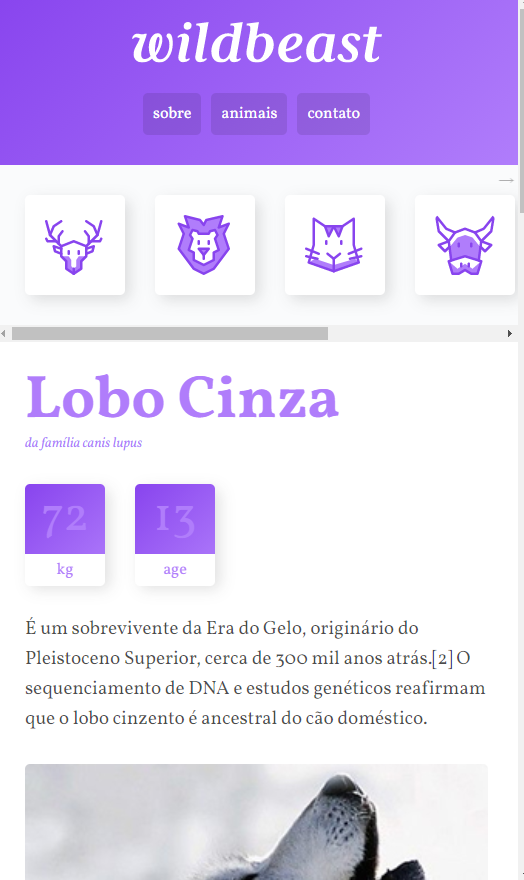 wildbeast
sobre animais contato
→
Lobo Cinza
da família canis lupus
72 13
kg age
É um sobrevivente da Era do Gelo, originário do
Pleistoceno Superior, cerca de 300 mil anos atrás.[2] O
sequenciamento de DNA e estudos genéticos reafirmam
que o lobo cinzento é ancestral do cão doméstico.